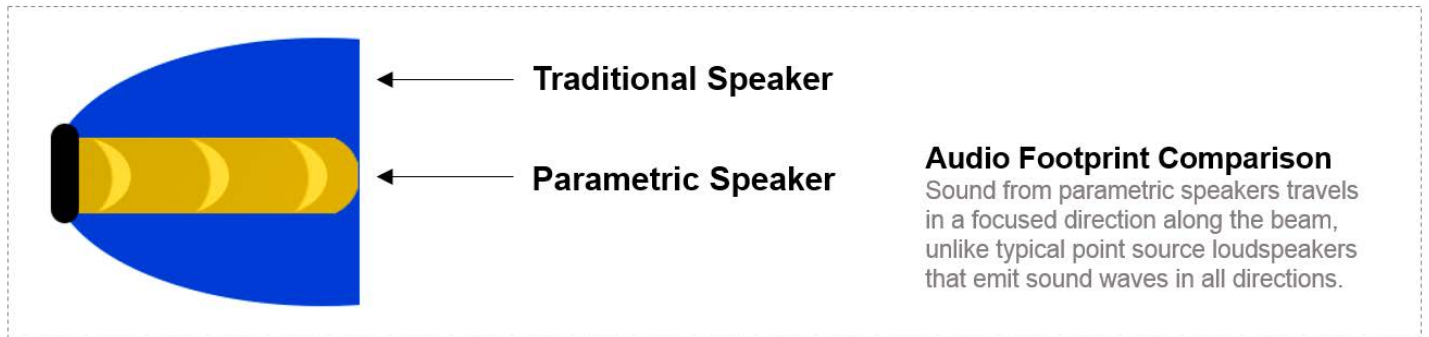 Traditional Speaker
Parametric Speaker
Audio Footprint Comparison
Sound from parametric speakers travels
in a focused direction along the beam,
unlike typical point source loudspeakers
that emit sound waves in all directions.